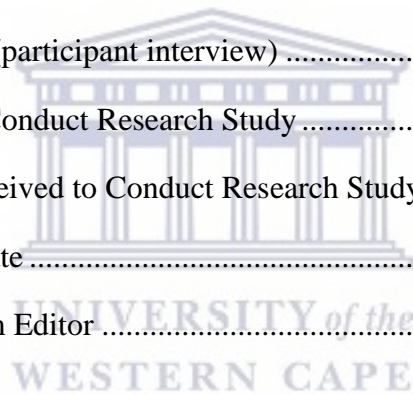 participant interview) ...............
Conduct Research Study ...............
eived to Conduct Research Study
te ...............
n Editor ...............
UNIVERSITY of the
WESTERN CAPE